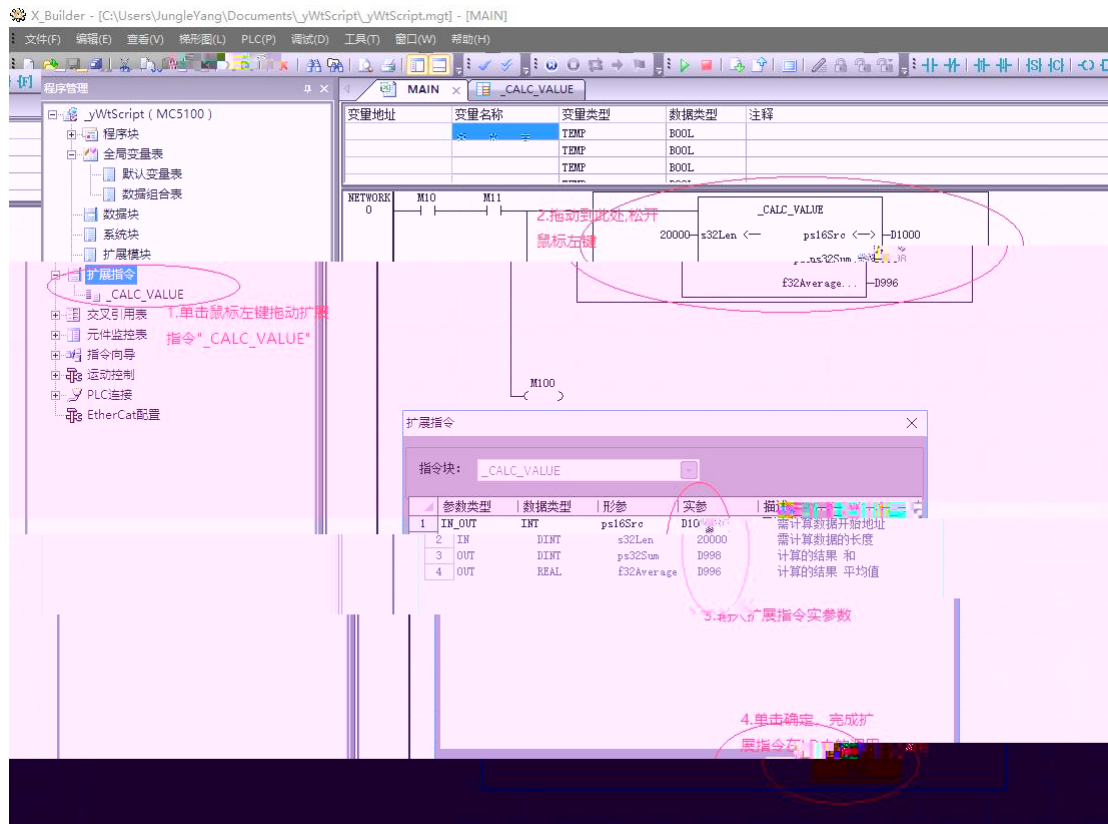 X_Builder - [C:\Users\JungleYang\Documents\_yWtScript\_yWtScript.mgt] - [MAIN]
文件(F) 编辑(E) 查看(V) 梯形图(L) PLC(P) 调试(D) 工具(T) 窗口(W) 帮助(H)
程序管理
MAIN
_CALC_VALUE
_yWtScript ( MC5100 )
程序块
全局变量表
默认变量表
数据组合表
数据块
系统块
扩展模块
扩展指令
_CALC_VALUE
交叉引用表
元件监控表
指令向导
运动控制
PLC连接
EtherCat配置
1.单击鼠标左键拖动扩展
指令"_CALC_VALUE"
变量地址 变量名称 变量类型 数据类型 注释
TEMP BOOL
TEMP BOOL
TEMP BOOL
NETWORK 0
M10 M11
2.拖动到此处,松开
鼠标左键
_CALC_VALUE
20000 s32Len ps16Src D1000
f32Average... D996
M100
扩展指令
指令块: _CALC_VALUE
参数类型 数据类型 形参 实参
1 IN_OUT INT ps16Src 需计算数据开始地址
2 IN DINT s32Len 20000 需计算数据的长度
3 OUT DINT ps32Sum D998 计算的结果 和
4 OUT REAL f32Average D996 计算的结果 平均值
扩展指令实参数
4.单击确定，完成扩